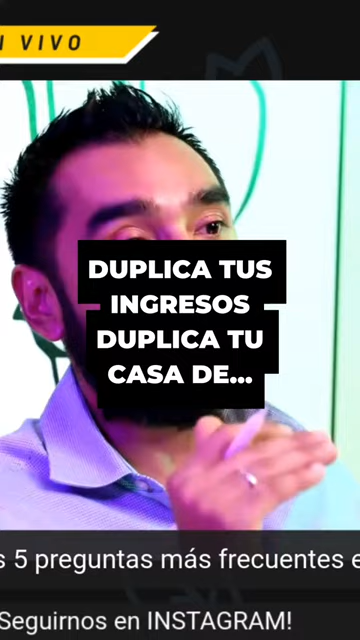 VIVO
DUPLICA TUS
INGRESOS
DUPLICA TU
CASA DE...
5 preguntas más frecuentes
Seguirnos en INSTAGRAM!